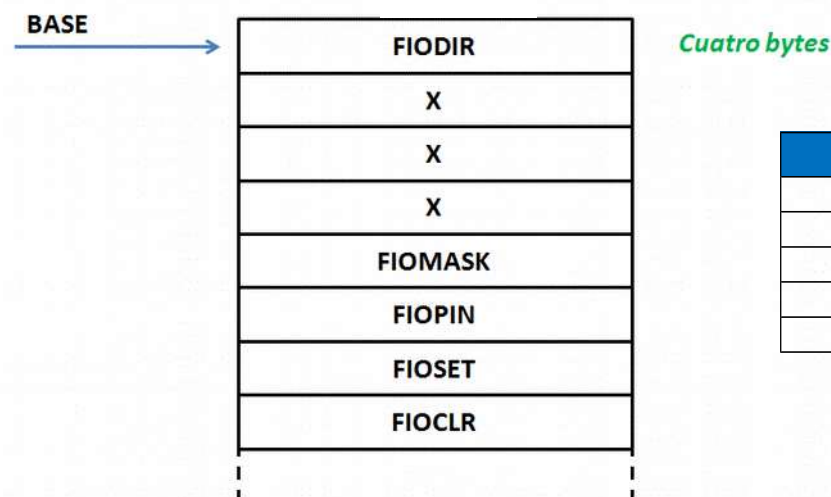 BASE
FIODIR
Cuatro bytes
X
X
X
FIOMASK
FIOPIN
FIOSET
FIOCLR